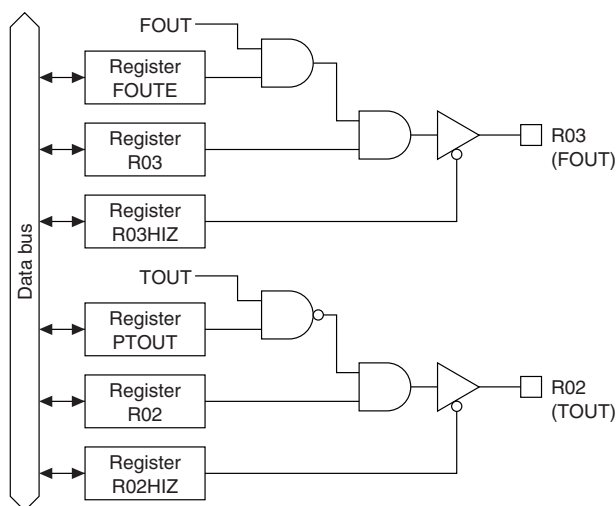 FOUT
Register
FOUTE
Register
R03
R03
(FOUT)
Register
R03HIZ
Data bus
TOUT
Register
PTOUT
Register
R02
R02
(TOUT)
Register
R02HIZ